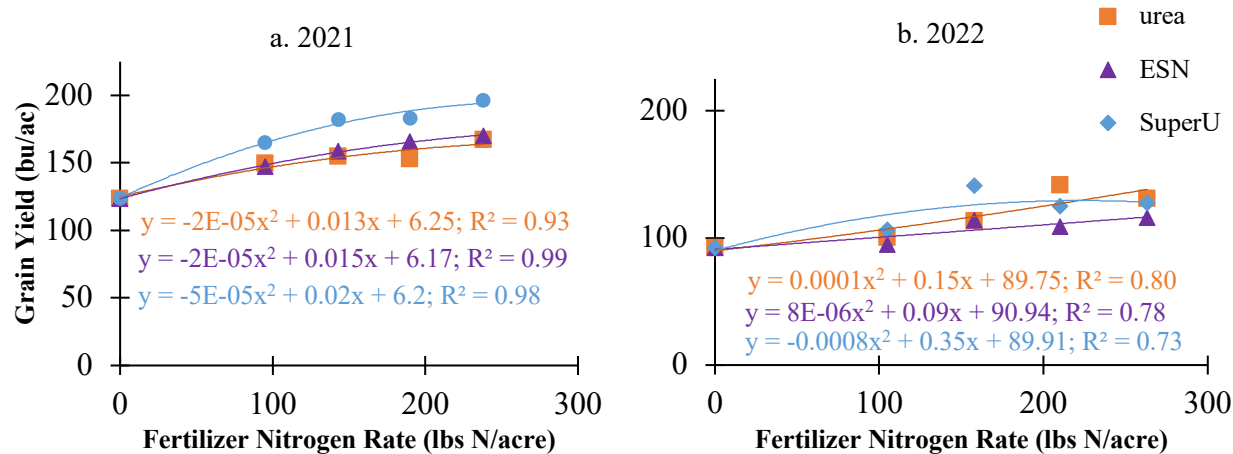 a. 2021
Grain Yield (bu/ac)
200
150
100
50
0
y = -2E-05x² + 0.013x + 6.25; R² = 0.93
y = -2E-05x² + 0.015x + 6.17; R² = 0.99
y = -5E-05x² + 0.02x + 6.2; R² = 0.98
0 100 200 300
Fertilizer Nitrogen Rate (lbs N/acre)
b. 2022
urea
ESN
SuperU
200
100
0
y = 0.0001x² + 0.15x + 89.75; R² = 0.80
y = 8E-06x² + 0.09x + 90.94; R² = 0.78
y = -0.0008x² + 0.35x + 89.91; R² = 0.73
0 100 200 300
Fertilizer Nitrogen Rate (lbs N/acre)